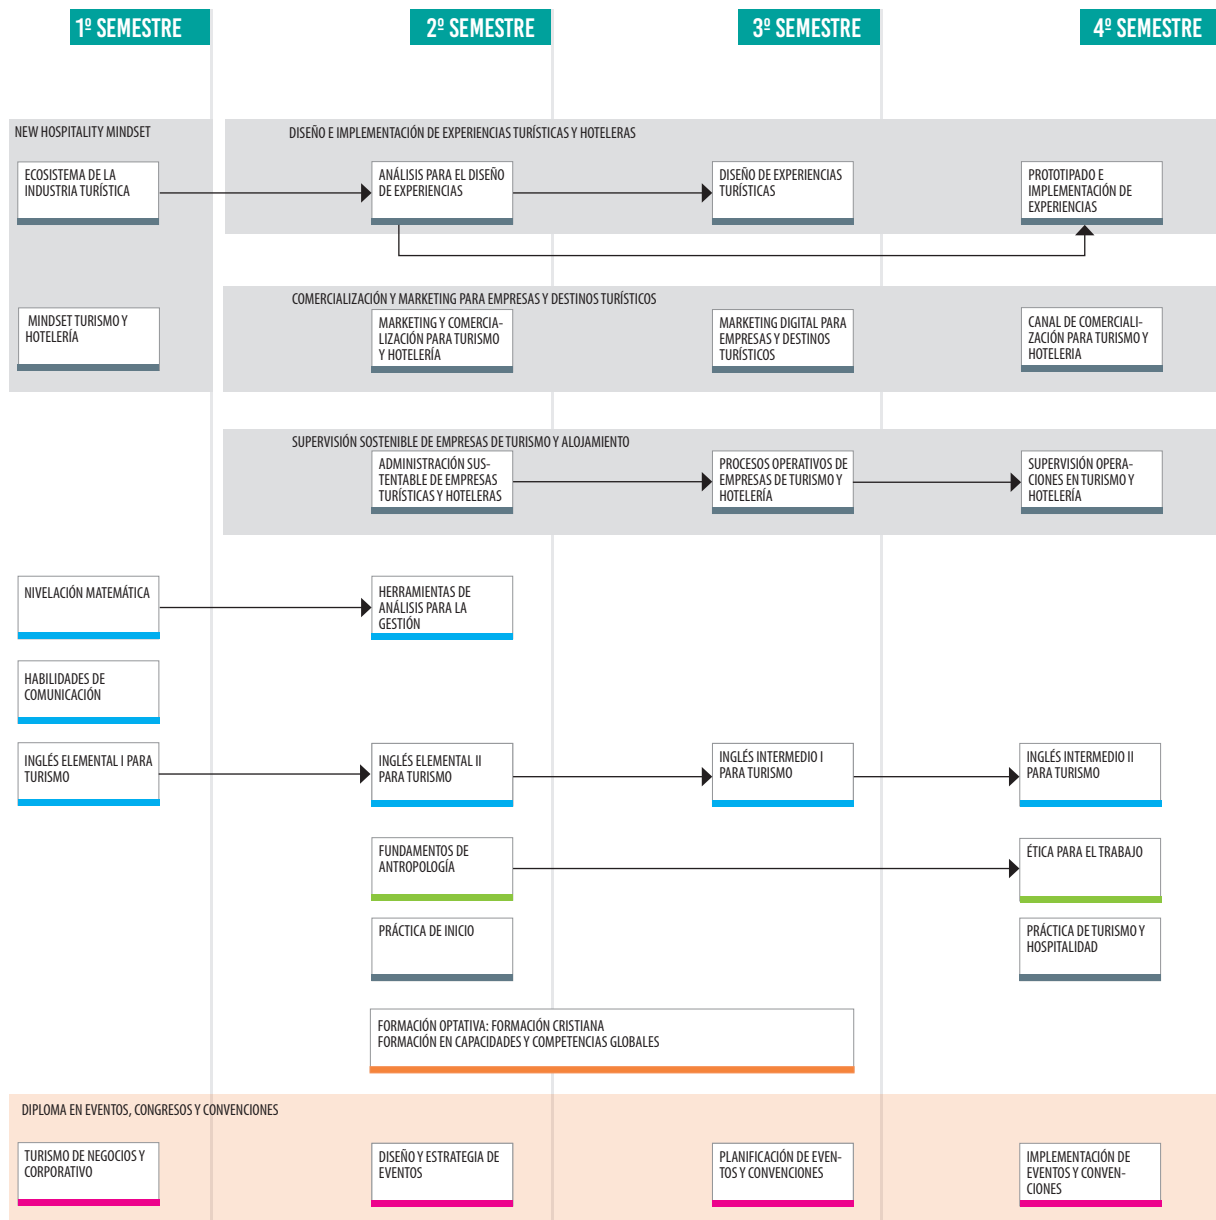 1º SEMESTRE
2º SEMESTRE
3º SEMESTRE
4º SEMESTRE
NEW HOSPITALITY MINDSET
DISEÑO E IMPLEMENTACIÓN DE EXPERIENCIAS TURÍSTICAS Y HOTELERAS
ECOSISTEMA DE LA
INDUSTRIA TURÍSTICA
ANÁLISIS PARA EL DISEÑO
DE EXPERIENCIAS
DISEÑO DE EXPERIENCIAS
TURÍSTICAS
PROTOTIPADO E
IMPLEMENTACIÓN DE
EXPERIENCIAS
COMERCIALIZACIÓN Y MARKETING PARA EMPRESAS Y DESTINOS TURÍSTICOS
MINDSET TURISMO Y
HOTELERÍA
MARKETING Y COMERCIA-
LIZACIÓN PARA TURISMO
Y HOTELERÍA
MARKETING DIGITAL PARA
EMPRESAS Y DESTINOS
TURÍSTICOS
CANAL DE COMERCIALI-
ZACIÓN PARA TURISMO Y
HOTELERIA
SUPERVISIÓN SOSTENIBLE DE EMPRESAS DE TURISMO Y ALOJAMIENTO
ADMINISTRACIÓN SUS-
TENTABLE DE EMPRESAS
TURÍSTICAS Y HOTELERAS
PROCESOS OPERATIVOS DE
EMPRESAS DE TURISMO Y
HOTELERÍA
SUPERVISIÓN OPERA-
CIONES EN TURISMO Y
HOTELERÍA
NIVELACIÓN MATEMÁTICA
HERRAMIENTAS DE
ANÁLISIS PARA LA
GESTIÓN
HABILIDADES DE
COMUNICACIÓN
INGLÉS ELEMENTAL I PARA
TURISMO
INGLÉS ELEMENTAL II
PARA TURISMO
INGLÉS INTERMEDIO I
PARA TURISMO
INGLÉS INTERMEDIO II
PARA TURISMO
FUNDAMENTOS DE
ANTROPOLOGÍA
ÉTICA PARA EL TRABAJO
PRÁCTICA DE INICIO
PRÁCTICA DE TURISMO Y
HOSPITALIDAD
FORMACIÓN OPTATIVA: FORMACIÓN CRISTIANA
FORMACIÓN EN CAPACIDADES Y COMPETENCIAS GLOBALES
DIPLOMA EN EVENTOS, CONGRESOS Y CONVENCIONES
TURISMO DE NEGOCIOS Y
CORPORATIVO
DISEÑO Y ESTRATEGIA DE
EVENTOS
PLANIFICACIÓN DE EVEN-
TOS Y CONVENCIONES
IMPLEMENTACIÓN DE
EVENTOS Y CONVEN-
CIONES